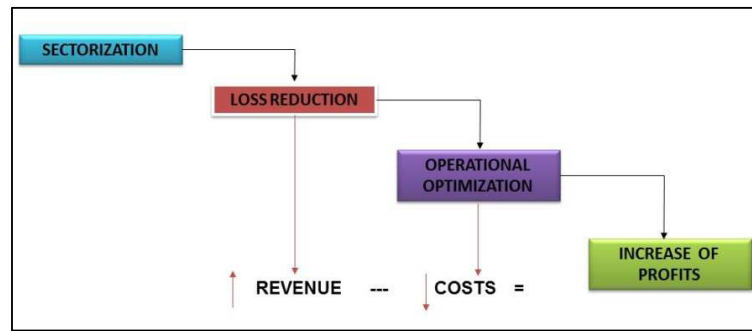 SECTORIZATION
LOSS REDUCTION
OPERATIONAL
OPTIMIZATION
INCREASE OF
PROFITS
REVENUE --- COSTS =